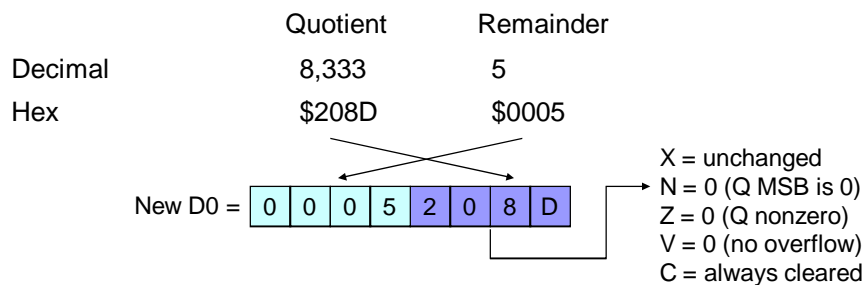 Quotient Remainder
Decimal 8,333 5
Hex $208D $0005
New D0 = 0 0 0 5 2 0 8 D
X = unchanged
N = 0 (Q MSB is 0)
Z = 0 (Q nonzero)
V = 0 (no overflow)
C = always cleared